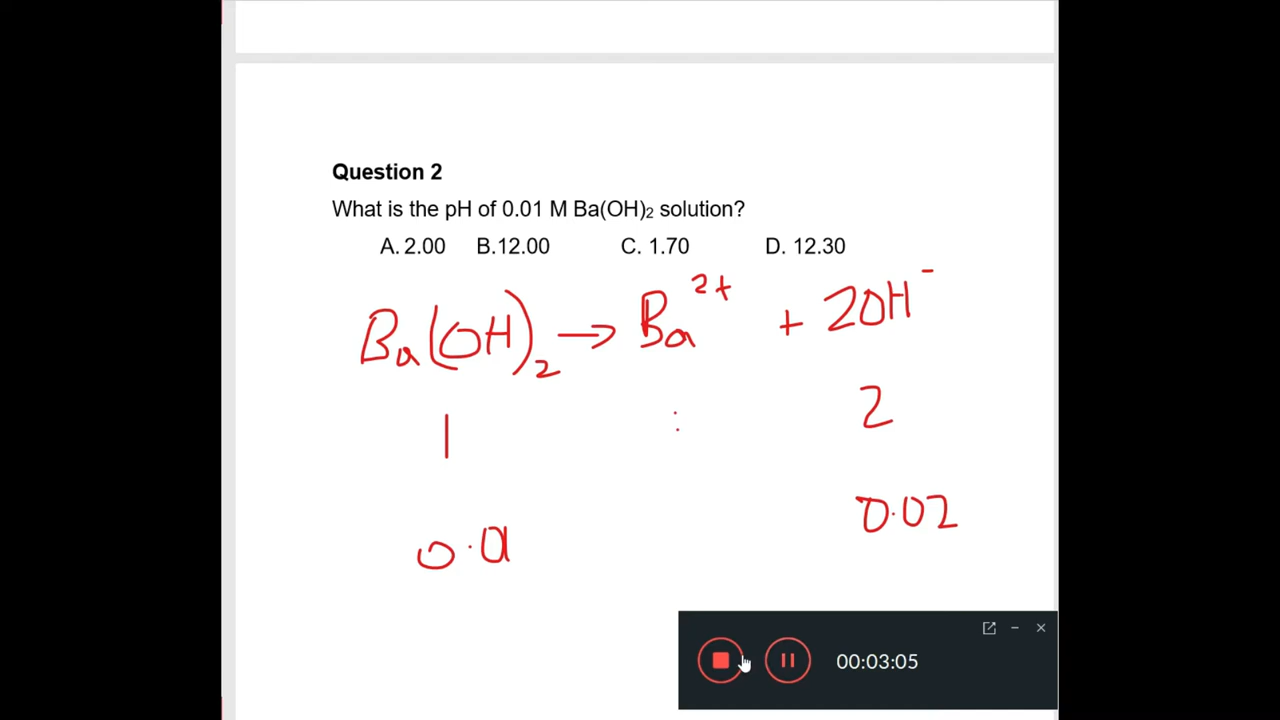 Question 2
What is the pH of 0.01 M Ba(OH)₂ solution?
A. 2.00 B.12.00 C. 1.70 D. 12.30
Ba(OH)₂ → Ba²⁺ + 2OH⁻
1 : 2
0.01 0.02
00:03:05